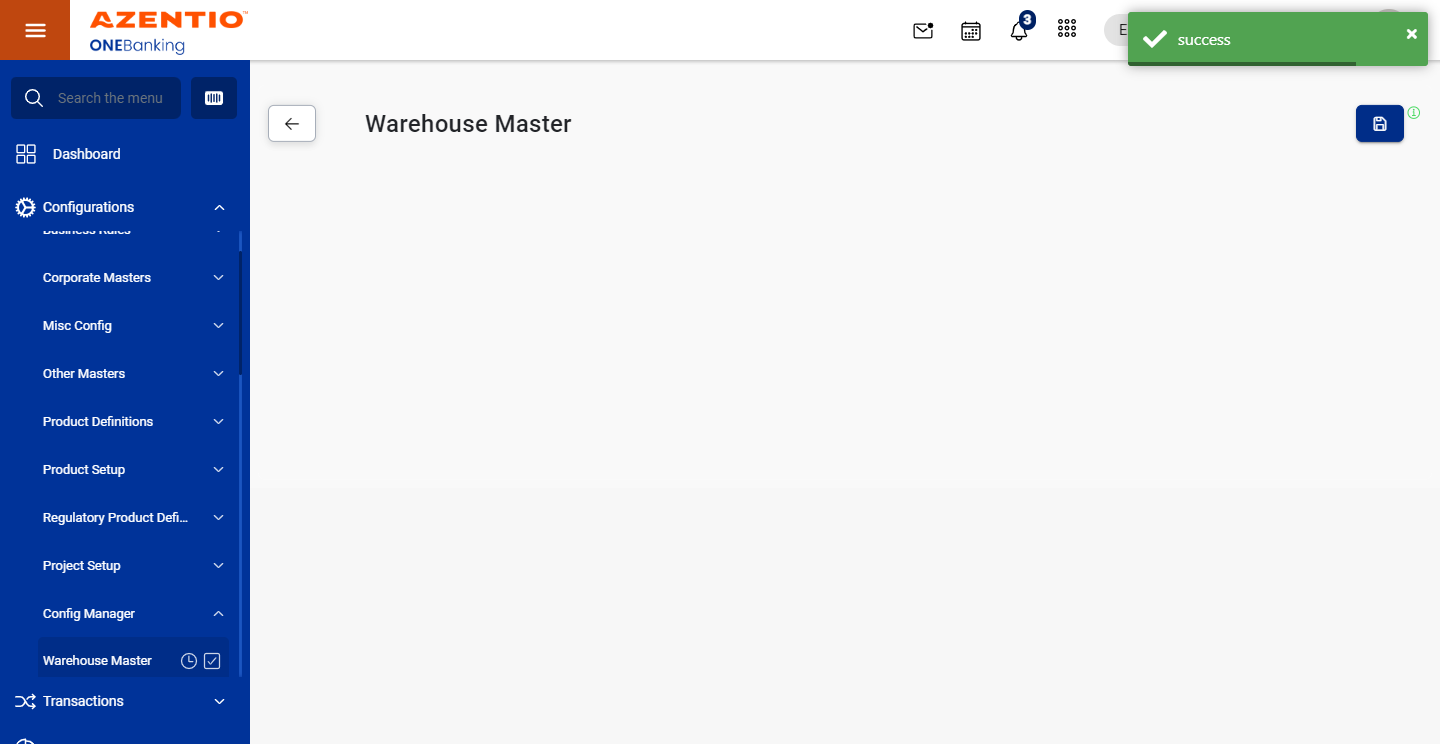 AZENTIO™
ONEBanking
3
E
success
Search the menu
Warehouse Master
Dashboard
Configurations
Business Rules
Corporate Masters
Misc Config
Other Masters
Product Definitions
Product Setup
Regulatory Product Defi...
Project Setup
Config Manager
Warehouse Master
Transactions